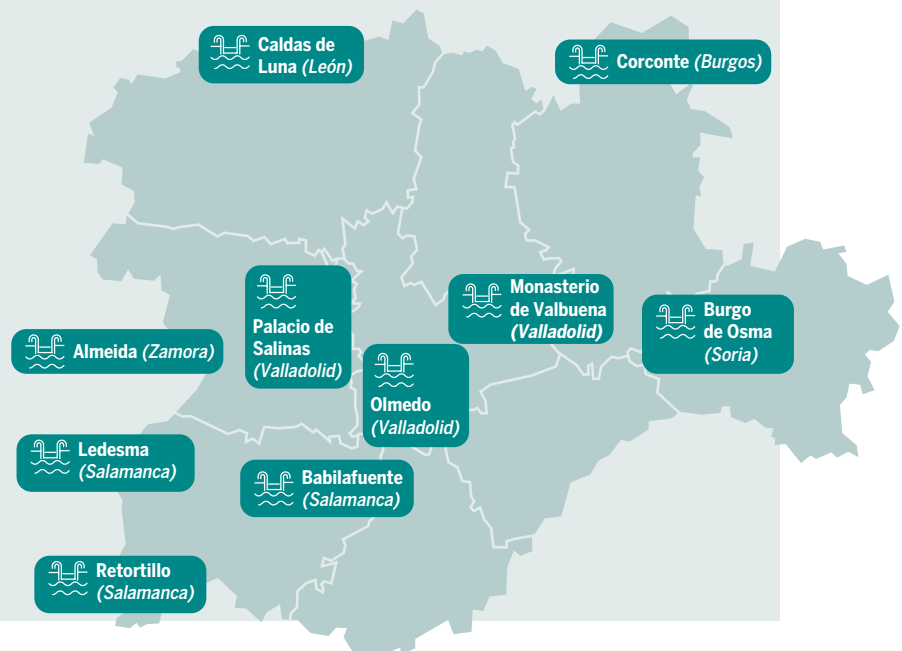 Caldas de
Luna (León)
Corconte (Burgos)
Palacio de
Salinas
(Valladolid)
Monasterio
de Valbuena
(Valladolid)
Burgo
de Osma
(Soria)
Almeida (Zamora)
Olmedo
(Valladolid)
Ledesma
(Salamanca)
Babilafuente
(Salamanca)
Retortillo
(Salamanca)